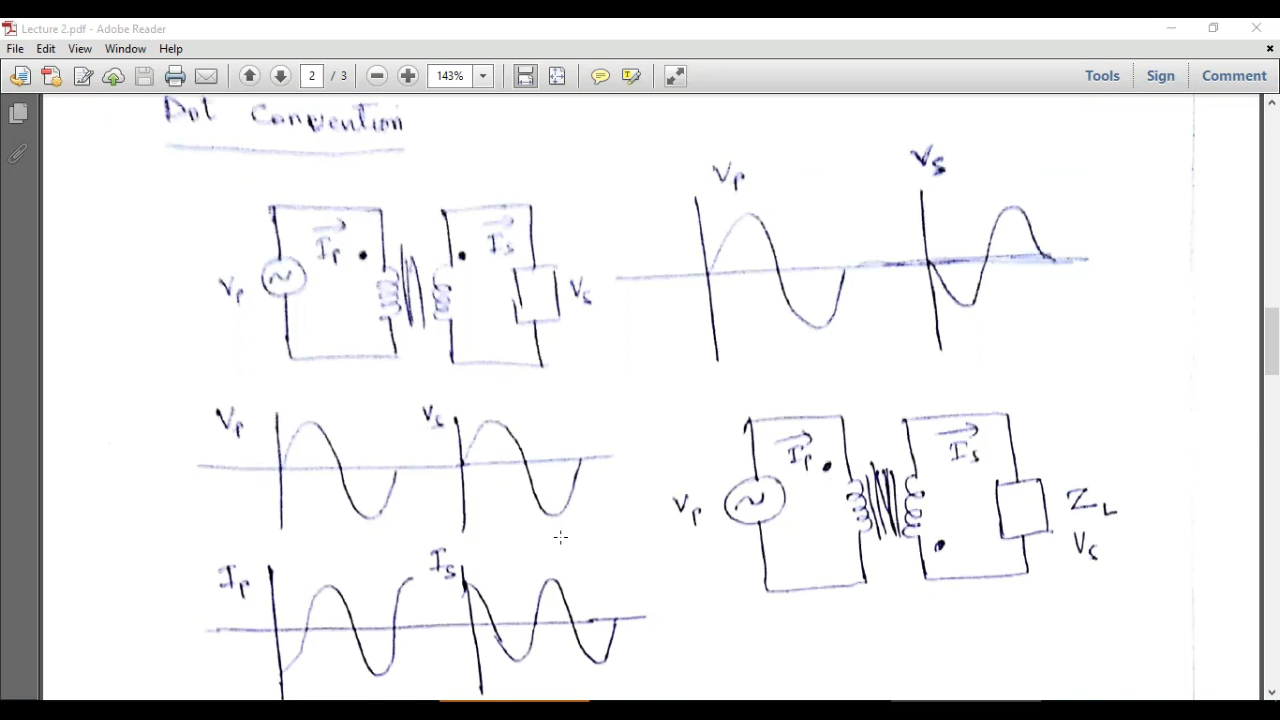 Lecture 2.pdf - Adobe Reader
File Edit View Window Help
2 / 3 143% Tools Sign Comment
Dot Convention
Vp Vs
Ip Is
Vp Vs
Vp Vs
Ip Is
Vp ZL
Vs
Ip Is